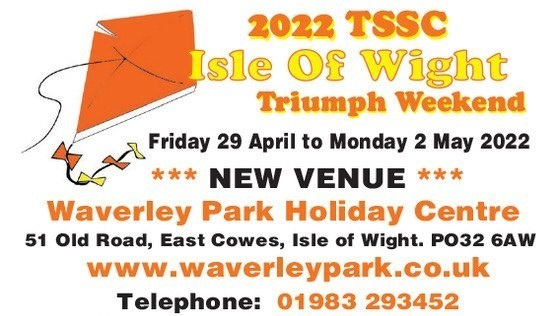 2022 TSSC
Isle Of Wight
Triumph Weekend
Friday 29 April to Monday 2 May 2022
*** NEW VENUE ***
Waverley Park Holiday Centre
51 Old Road, East Cowes, Isle of Wight. PO32 6AW
www.waverleypark.co.uk
Telephone: 01983 293452